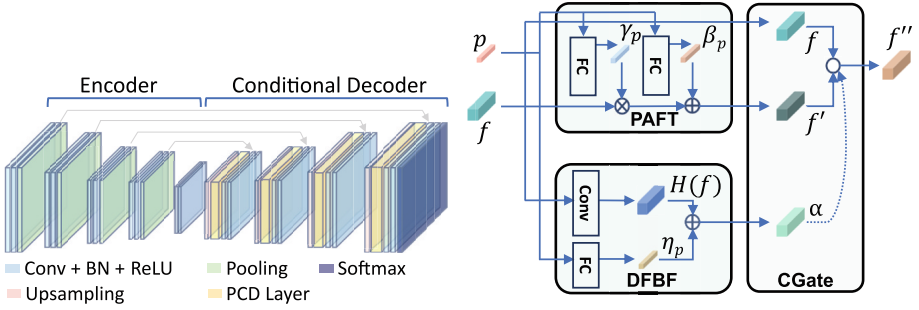 Encoder
Conditional Decoder
Conv + BN + ReLU
Pooling
Softmax
Upsampling
PCD Layer
p
f
FC
γₚ
FC
βₚ
PAFT
Conv
H(f)
FC
ηₚ
DFBF
f
f'
α
CGate
f''